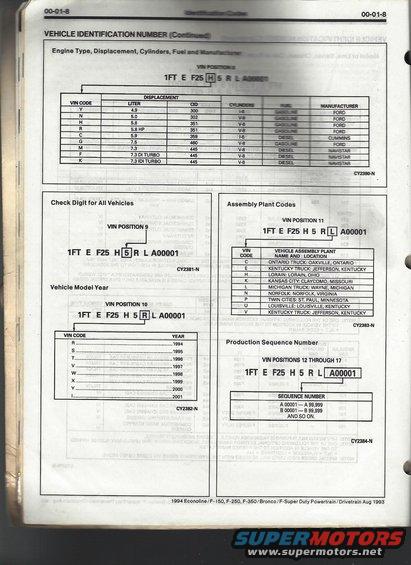 00-01-8
Identification Codes
00-01-8
VEHICLE IDENTIFICATION NUMBER (Continued)
Engine Type, Displacement, Cylinders, Fuel and Manufacturer
VIN POSITION 8
1FT E F25 H 5 R L A00001
DISPLACEMENT
VIN CODE LITER CID CYLINDERS FUEL MANUFACTURER
Y 4.9 300 I-6 GASOLINE FORD
N 5.0 302 V-8 GASOLINE FORD
H 5.8 351 V-8 GASOLINE FORD
R 5.8 HP 351 V-8 GASOLINE FORD
C 5.9 359 I-6 DIESEL CUMMINS
G 7.5 460 V-8 GASOLINE FORD
M 7.3 445 V-8 DIESEL NAVISTAR
F 7.3 DI TURBO 445 V-8 DIESEL NAVISTAR
K 7.3 IDI TURBO 445 V-8 DIESEL NAVISTAR
CY2380-N
Check Digit for All Vehicles
VIN POSITION 9
1FT E F25 H 5 R L A00001
CY2381-N
Vehicle Model Year
VIN POSITION 10
1FT E F25 H 5 R L A00001
VIN CODE YEAR
R 1994
S 1995
T 1996
V 1997
W 1998
X 1999
Y 2000
2001
CY2382-N
Assembly Plant Codes
VIN POSITION 11
1FT E F25 H 5 R L A00001
VIN CODE VEHICLE ASSEMBLY PLANT NAME AND LOCATION
C ONTARIO TRUCK: OAKVILLE, ONTARIO
E KENTUCKY TRUCK: JEFFERSON, KENTUCKY
H LORAIN: LORAIN, OHIO
K KANSAS CITY: CLAYCOMO, MISSOURI
L MICHIGAN TRUCK: WAYNE, MICHIGAN
N NORFOLK: NORFOLK, VIRGINIA
P TWIN CITIES: ST. PAUL, MINNESOTA
U LOUISVILLE: LOUISVILLE, KENTUCKY
V KENTUCKY TRUCK: JEFFERSON, KENTUCKY
CY2383-N
Production Sequence Number
VIN POSITIONS 12 THROUGH 17
1FT E F25 H 5 R L A00001
SEQUENCE NUMBER
A 00001 — A 99,999
B 00001 — B 99,999
AND SO ON.
CY2384-N
1994 Econoline/F-150, F-250, F-350/Bronco/F-Super Duty Powertrain/Drivetrain Aug 1993
SUPERMOTORS
www.supermotors.net